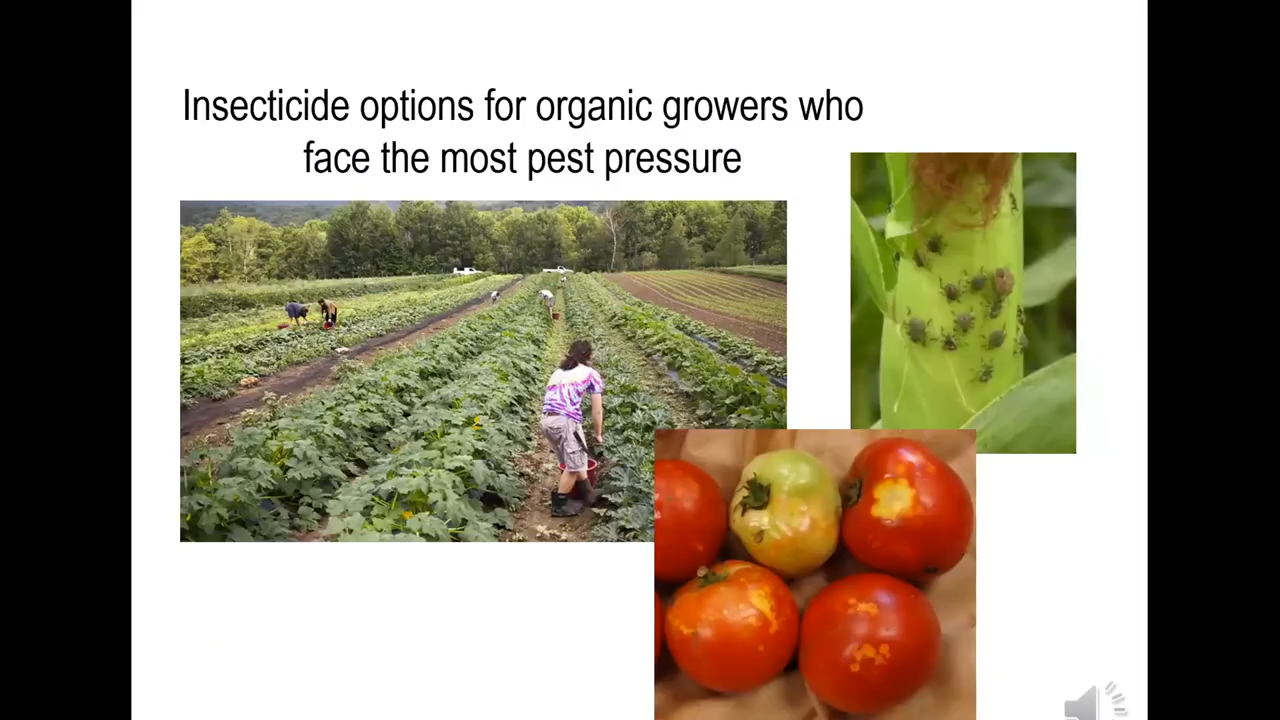 Insecticide options for organic growers who
face the most pest pressure